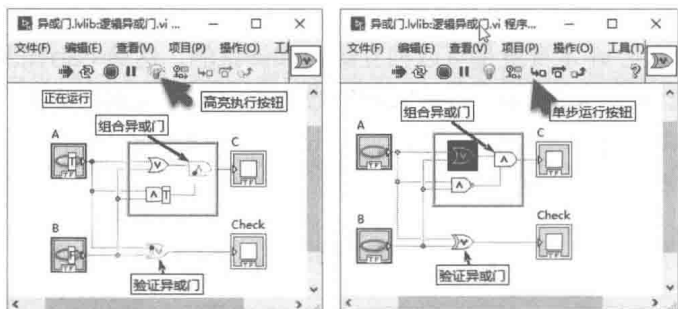 异或门.lvlib:逻辑异或门.vi ...
文件(F) 编辑(E) 查看(V) 项目(P) 操作(O) 工
正在运行
高亮执行按钮
组合异或门
A
C
B
Check
验证异或门
异或门.lvlib:逻辑异或门.vi 程序...
文件(F) 编辑(E) 查看(V) 项目(P) 操作(O) 工具(T)
组合异或门
单步运行按钮
A
C
B
Check
验证异或门